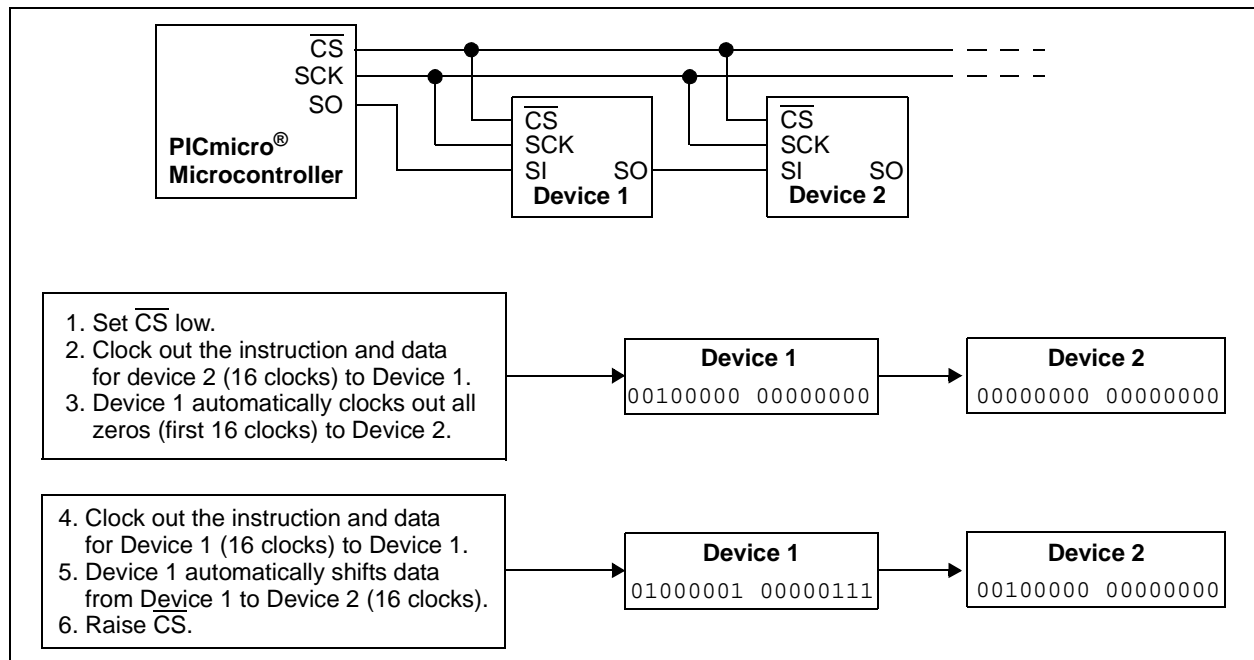 CS
SCK
SO
PICmicro®
Microcontroller
CS
SCK
SI SO
Device 1
CS
SCK
SI SO
Device 2
1. Set CS low.
2. Clock out the instruction and data
for device 2 (16 clocks) to Device 1.
3. Device 1 automatically clocks out all
zeros (first 16 clocks) to Device 2.
Device 1
00100000 00000000
Device 2
00000000 00000000
4. Clock out the instruction and data
for Device 1 (16 clocks) to Device 1.
5. Device 1 automatically shifts data
from Device 1 to Device 2 (16 clocks).
6. Raise CS.
Device 1
01000001 00000111
Device 2
00100000 00000000